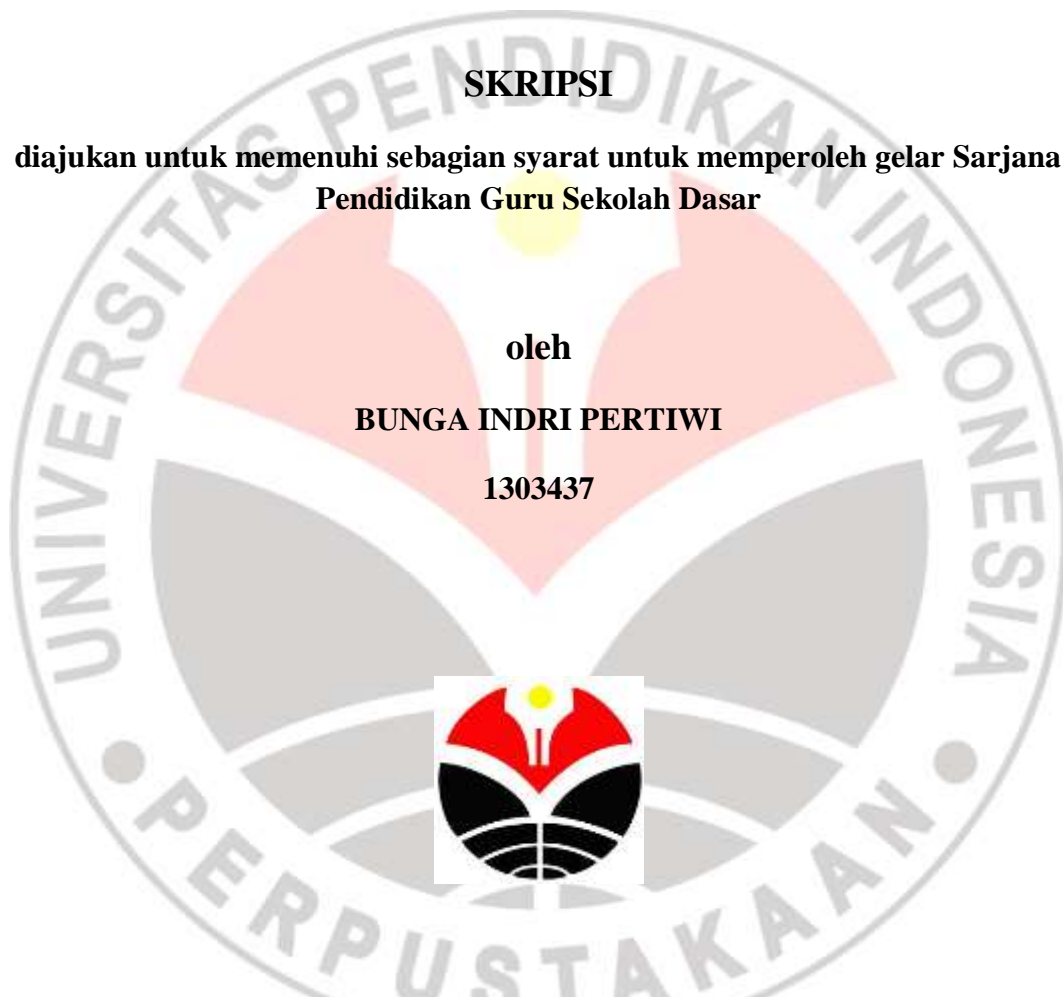 SKRIPSI
diajukan untuk memenuhi sebagian syarat untuk memperoleh gelar Sarjana
Pendidikan Guru Sekolah Dasar
oleh
BUNGA INDRI PERTIWI
1303437
UNIVERSITAS PENDIDIKAN INDONESIA
PERPUSTAKAAN